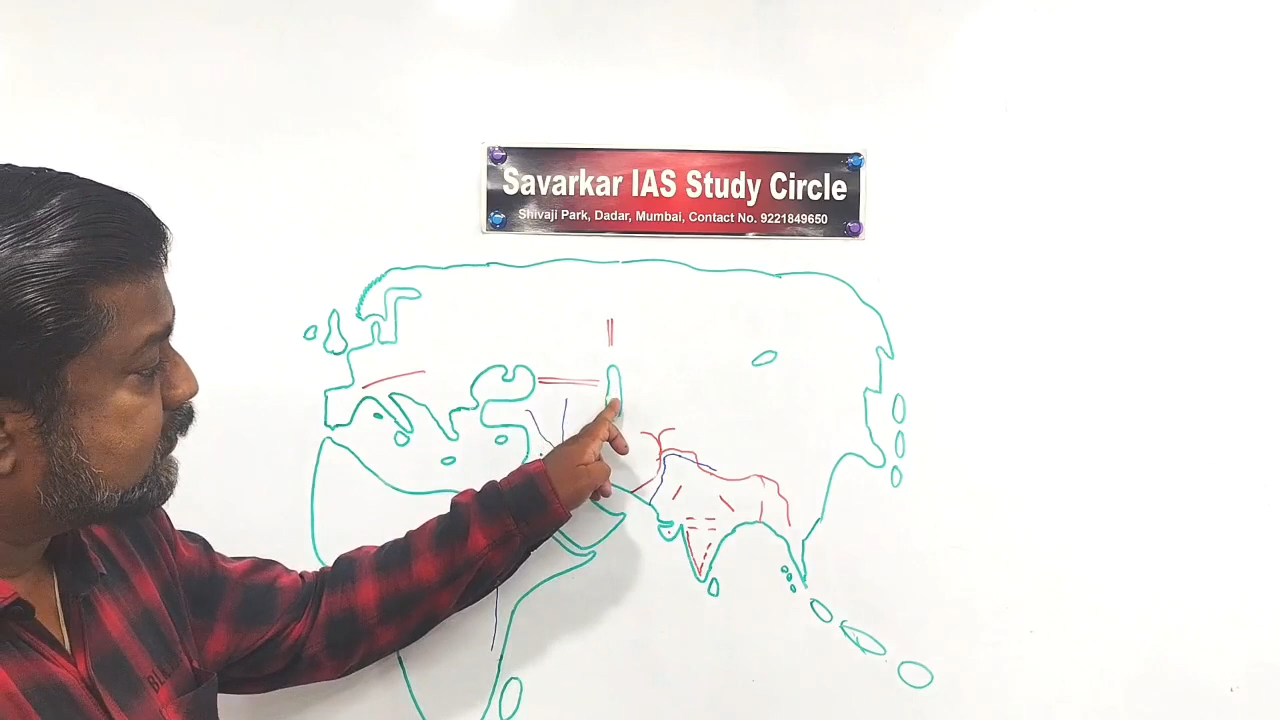 Savarkar IAS Study Circle
Shivaji Park, Dadar, Mumbai, Contact No. 9221849650